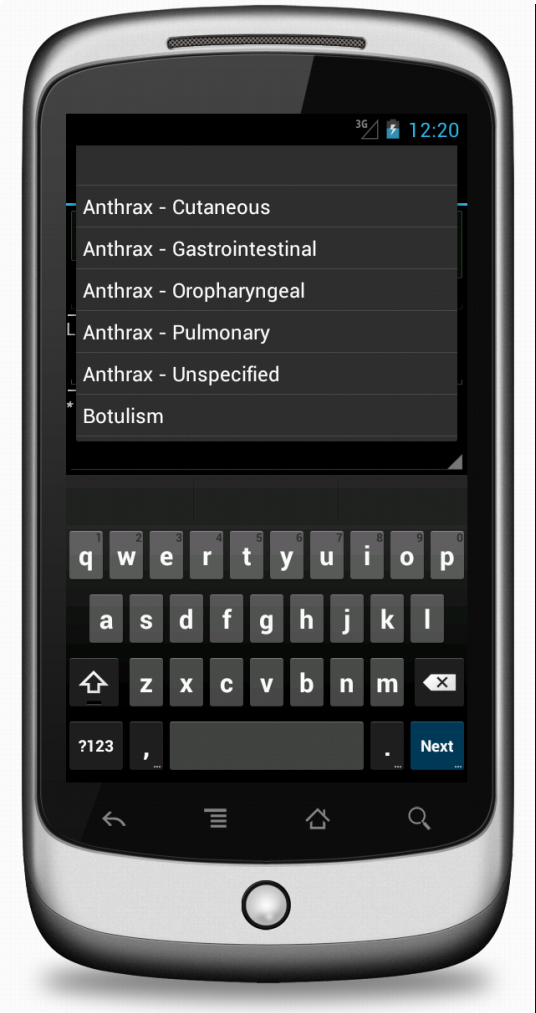 3G 12:20
Anthrax - Cutaneous
Anthrax - Gastrointestinal
Anthrax - Oropharyngeal
L
Anthrax - Pulmonary
Anthrax - Unspecified
*
Botulism
1 2 3 4 5 6 7 8 9 0
q w e r t y u i o p
a s d f g h j k l
z x c v b n m
?123 , ... . ... Next ...